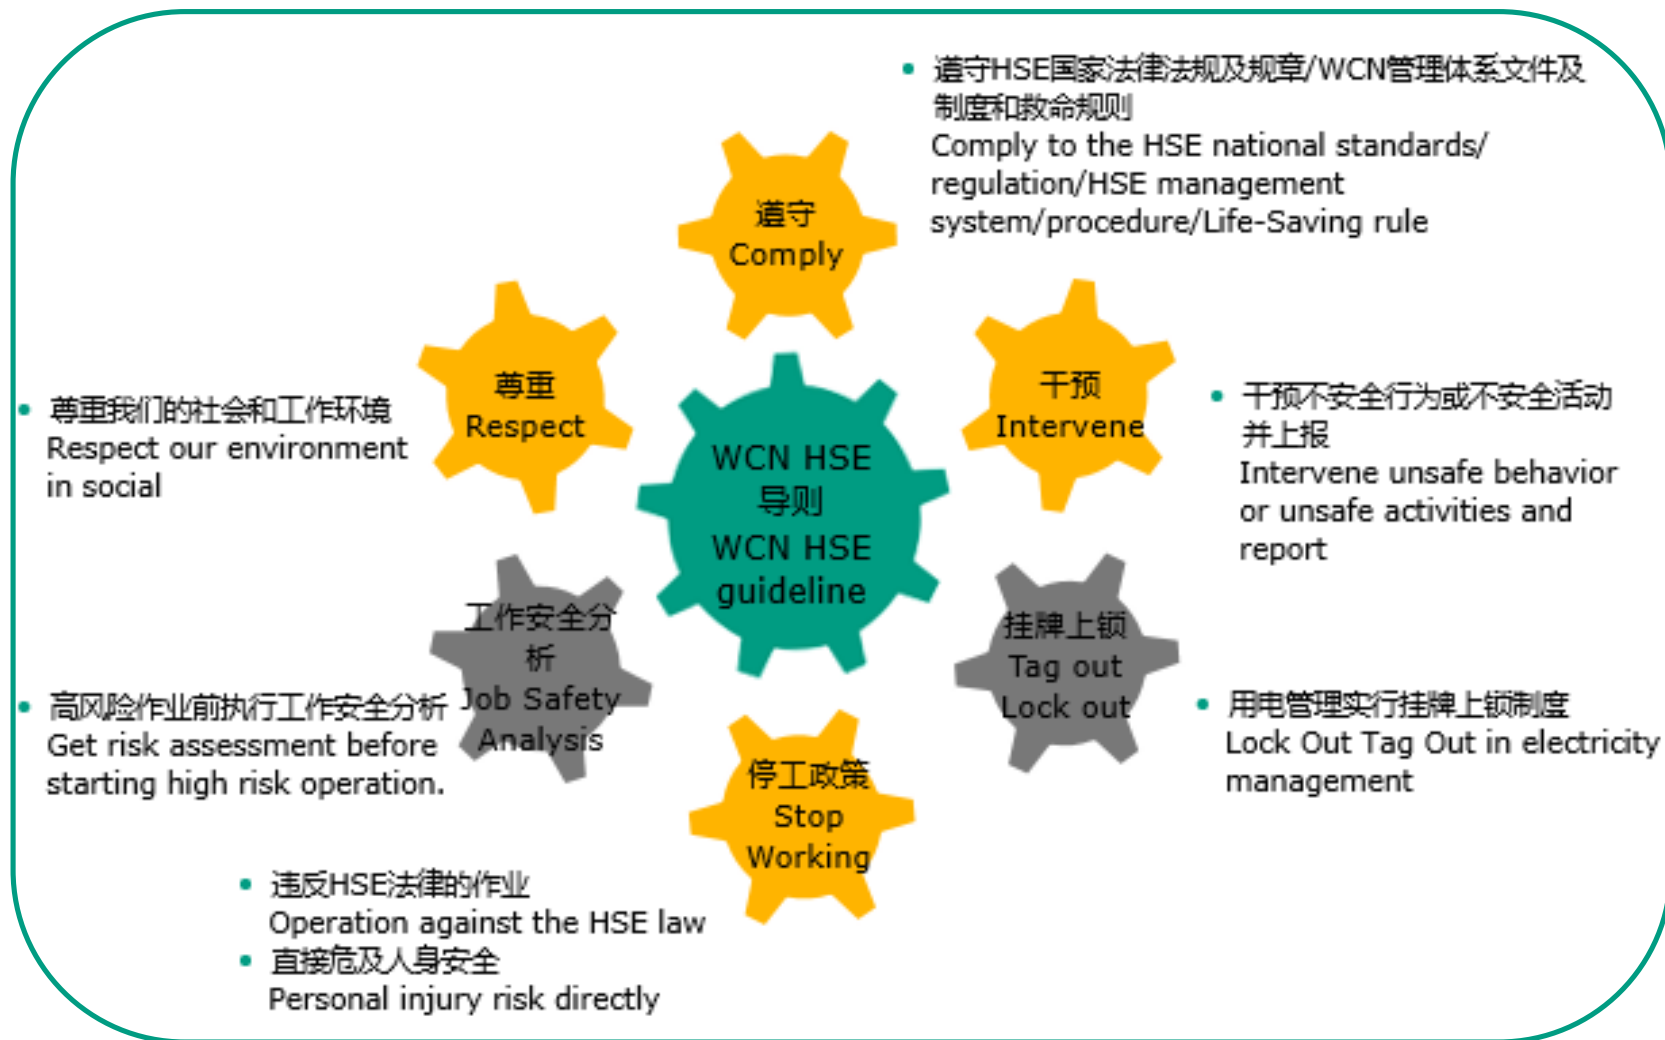 遵守HSE国家法律法规及规章/WCN管理体系文件及
制度和救命规则
Comply to the HSE national standards/
regulation/HSE management
system/procedure/Life-Saving rule
遵守
Comply
尊重
Respect
干预
Intervene
尊重我们的社会和工作环境
Respect our environment
in social
干预不安全行为或不安全活动
并上报
Intervene unsafe behavior
or unsafe activities and
report
WCN HSE
导则
WCN HSE
guideline
工作安全分
析
Job Safety
Analysis
挂牌上锁
Tag out
Lock out
高风险作业前执行工作安全分析
Get risk assessment before
starting high risk operation.
用电管理实行挂牌上锁制度
Lock Out Tag Out in electricity
management
停工政策
Stop
Working
违反HSE法律的作业
Operation against the HSE law
直接危及人身安全
Personal injury risk directly